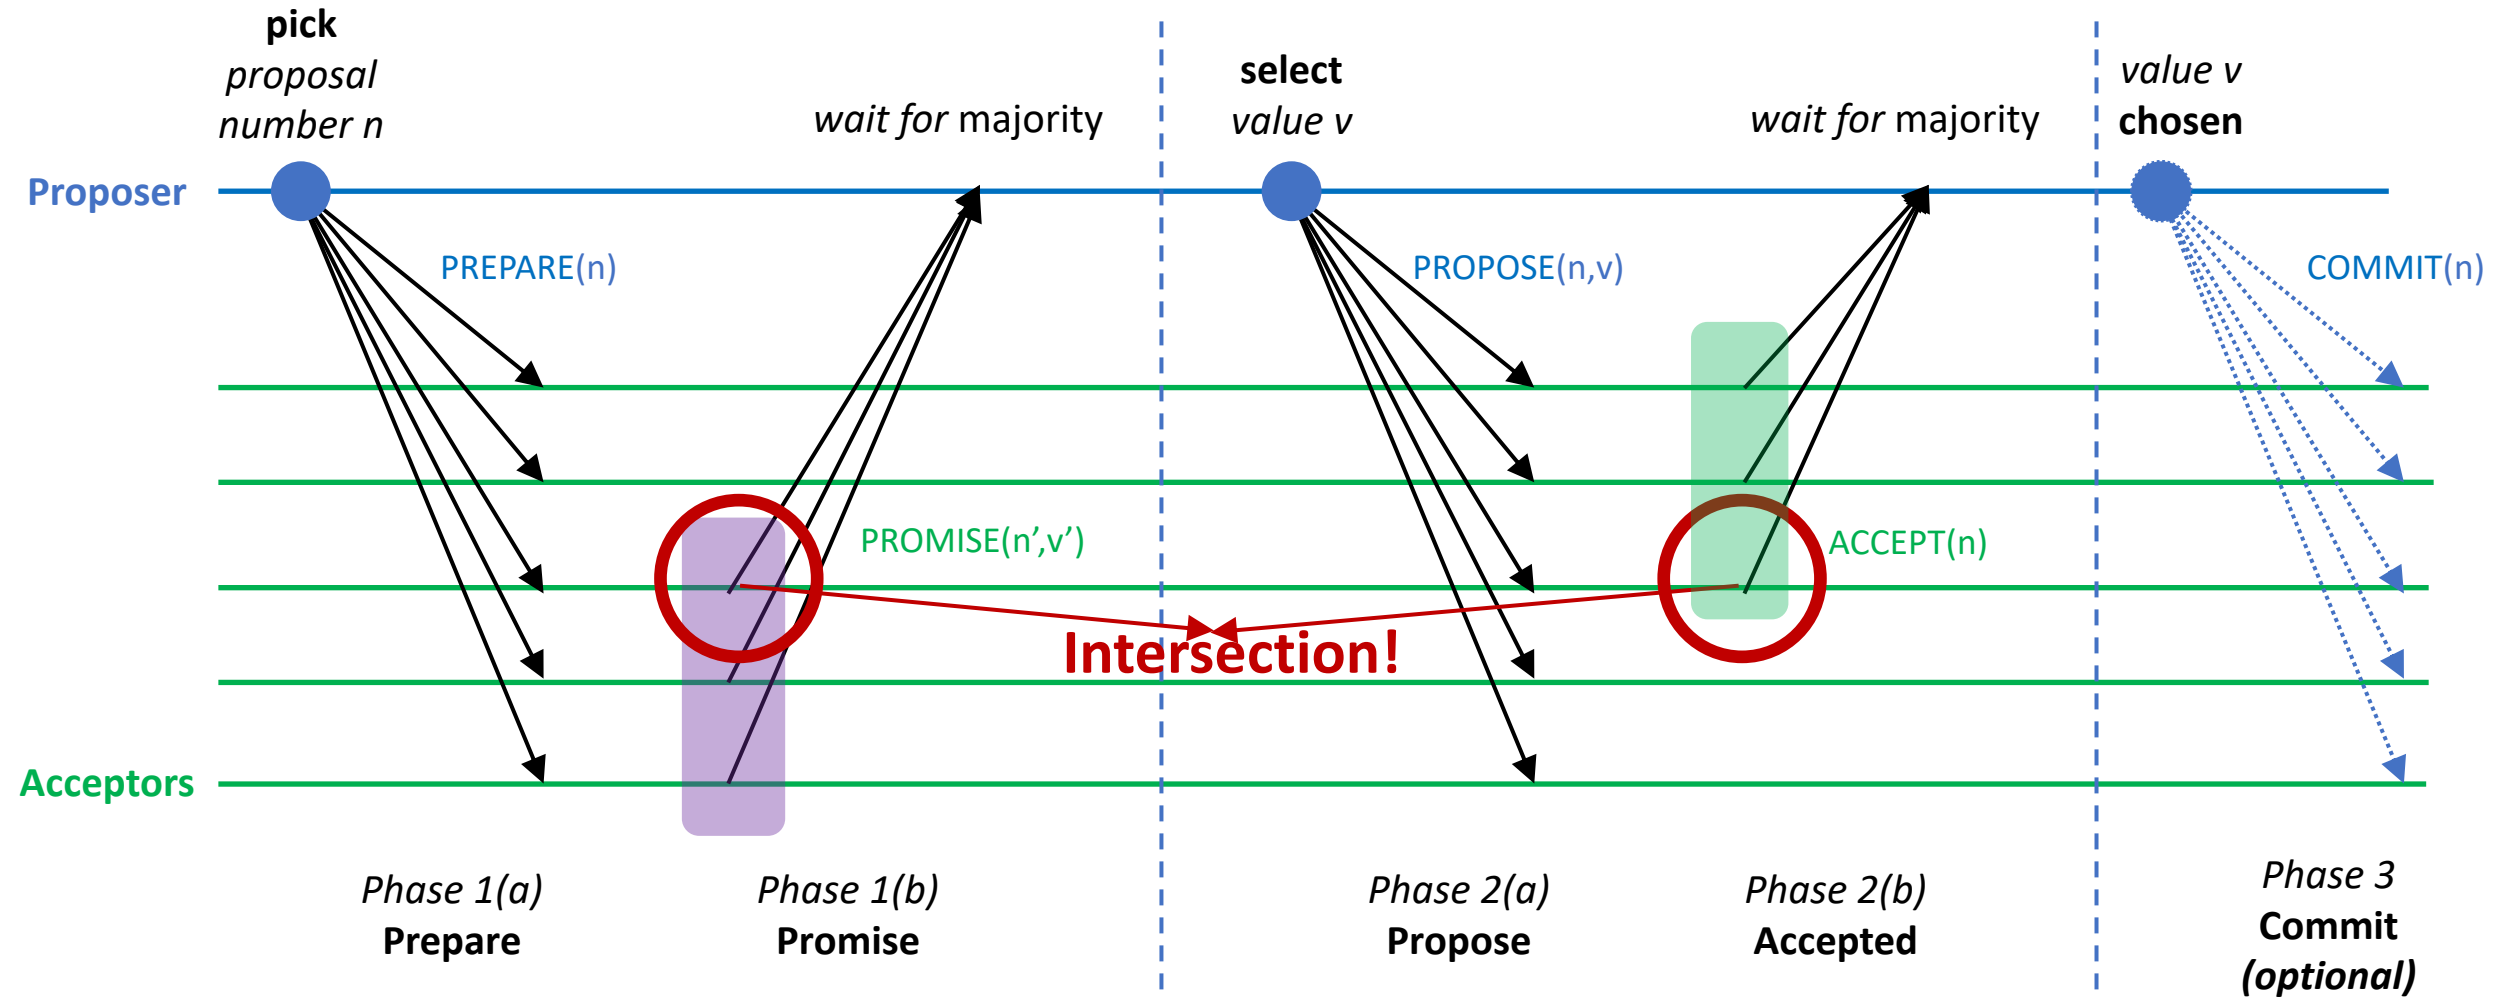 pick
proposal
number n
wait for majority
select
value v
wait for majority
value v
chosen
Proposer
PREPARE(n)
PROPOSE(n,v)
COMMIT(n)
PROMISE(n’,v’)
ACCEPT(n)
Intersection!
Acceptors
Phase 1(a)
Prepare
Phase 1(b)
Promise
Phase 2(a)
Propose
Phase 2(b)
Accepted
Phase 3
Commit
(optional)